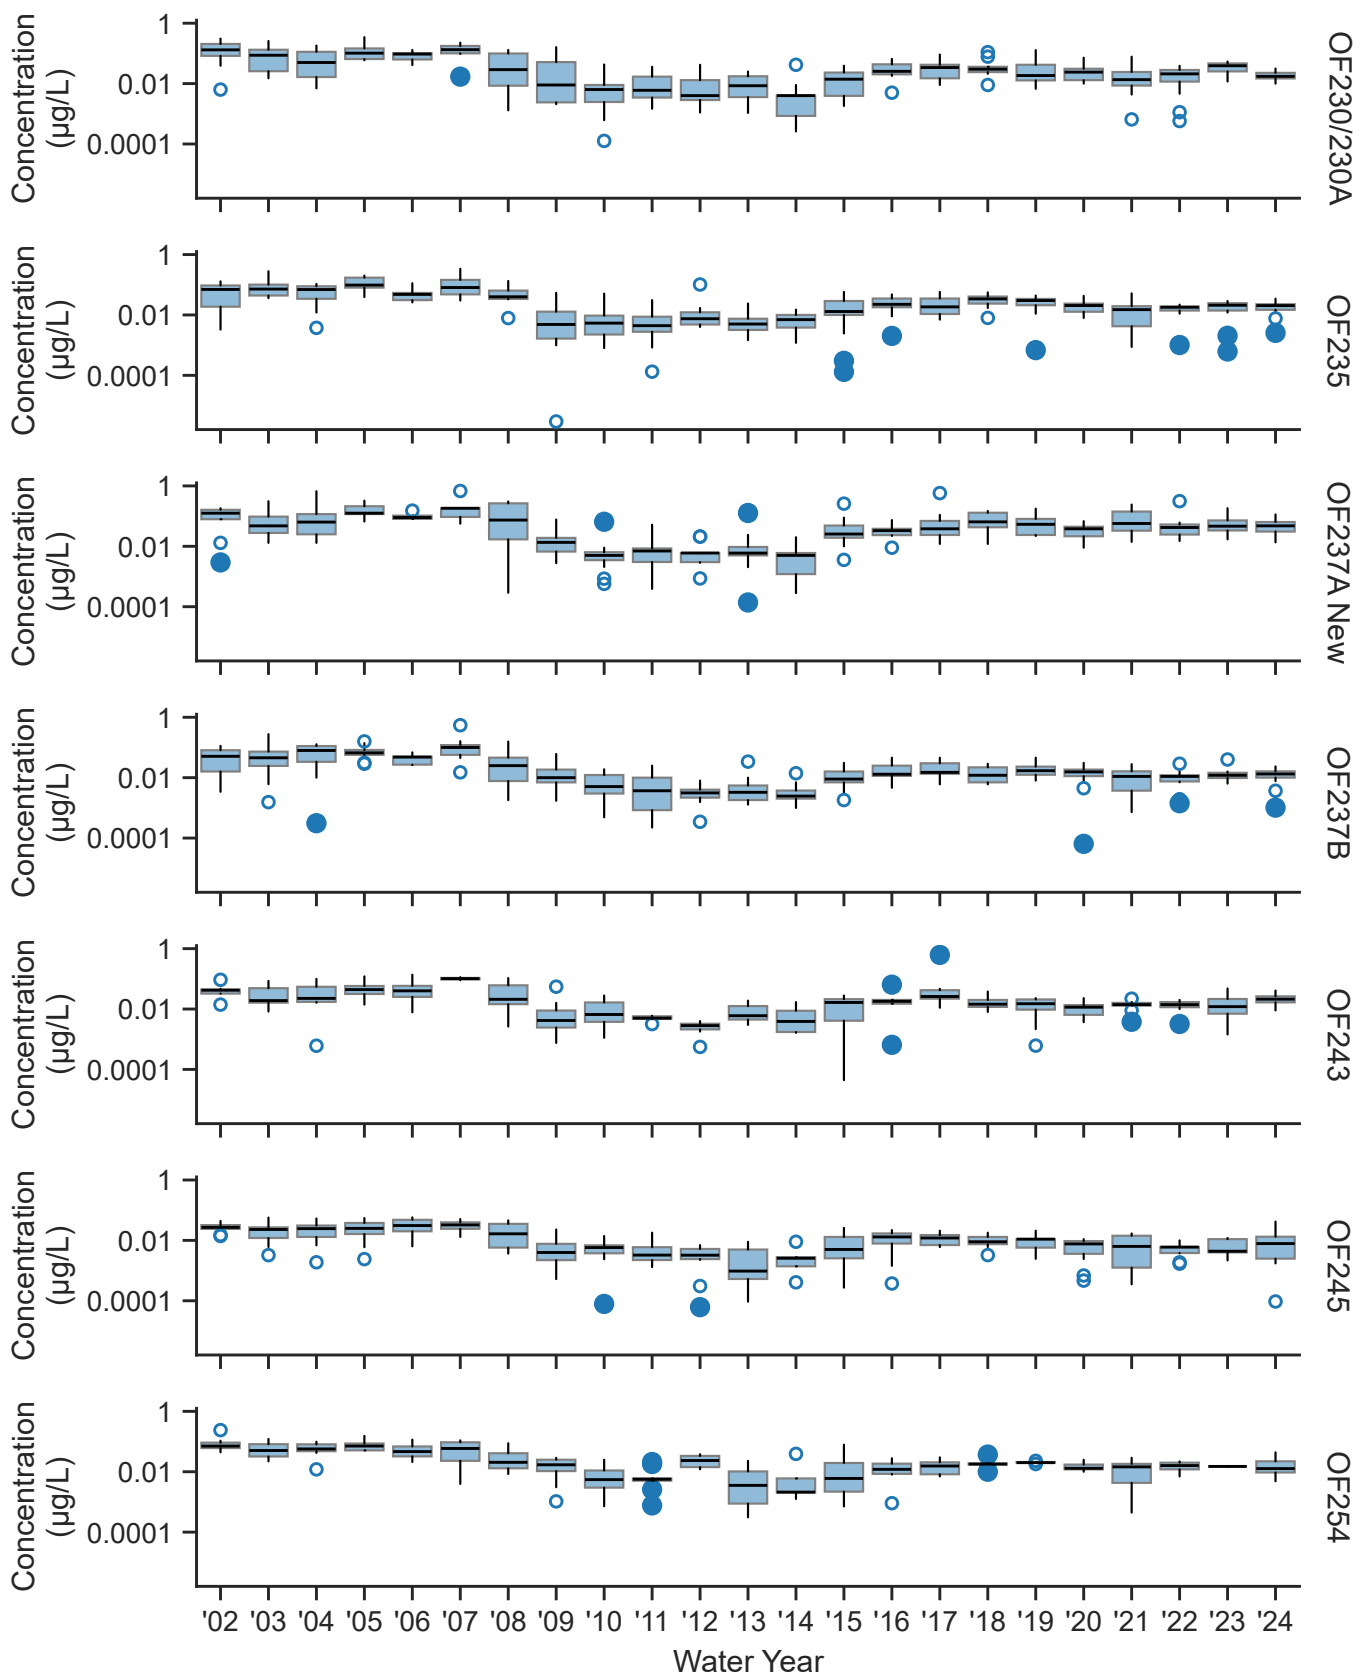 Concentration
(µg/L)
1
0.01
0.0001
OF230/230A
Concentration
(µg/L)
1
0.01
0.0001
OF235
Concentration
(µg/L)
1
0.01
0.0001
OF237A New
Concentration
(µg/L)
1
0.01
0.0001
OF237B
Concentration
(µg/L)
1
0.01
0.0001
OF243
Concentration
(µg/L)
1
0.01
0.0001
OF245
Concentration
(µg/L)
1
0.01
0.0001
OF254
'02 '03 '04 '05 '06 '07 '08 '09 '10 '11 '12 '13 '14 '15 '16 '17 '18 '19 '20 '21 '22 '23 '24
Water Year